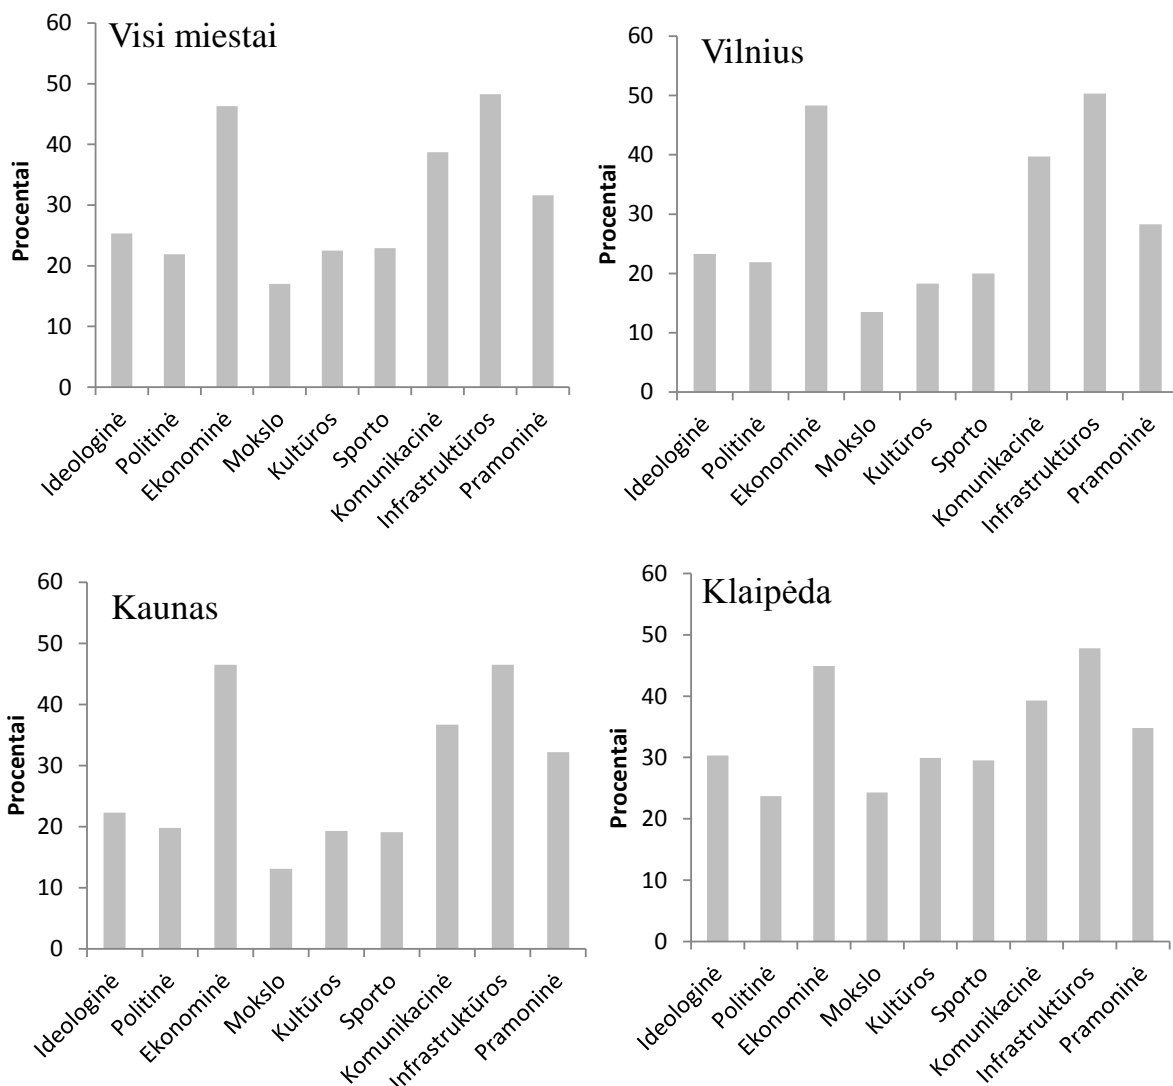 Visi miestai
Procentai
60
50
40
30
20
10
0
Ideologinė
Politinė
Ekonominė
Mokslo
Kultūros
Sporto
Komunikacinė
Infrastruktūros
Pramoninė
Vilnius
Procentai
60
50
40
30
20
10
0
Ideologinė
Politinė
Ekonominė
Mokslo
Kultūros
Sporto
Komunikacinė
Infrastruktūros
Pramoninė
Kaunas
Procentai
60
50
40
30
20
10
0
Ideologinė
Politinė
Ekonominė
Mokslo
Kultūros
Sporto
Komunikacinė
Infrastruktūros
Pramoninė
Klaipėda
Procentai
60
50
40
30
20
10
0
Ideologinė
Politinė
Ekonominė
Mokslo
Kultūros
Sporto
Komunikacinė
Infrastruktūros
Pramoninė